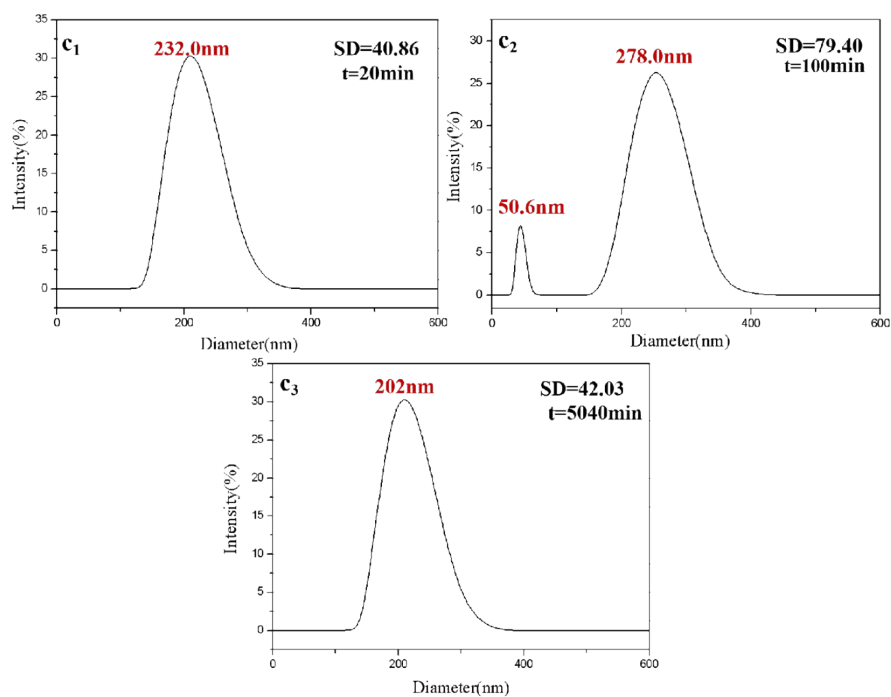 c1
232.0nm
SD=40.86
t=20min
35
30
25
20
15
10
5
0
Intensity(%)
0 200 400 600
Diameter(nm)
c2
278.0nm
SD=79.40
t=100min
50.6nm
30
25
20
15
10
5
0
Intensity(%)
0 200 400 600
Diameter(nm)
c3
202nm
SD=42.03
t=5040min
35
30
25
20
15
10
5
0
Intensity(%)
0 200 400 600
Diameter(nm)